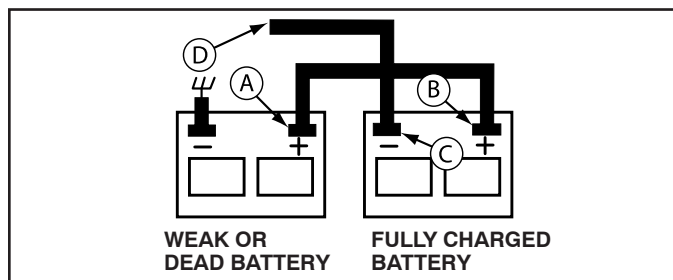 D
A
B
C
− + − +
WEAK OR
DEAD BATTERY
FULLY CHARGED
BATTERY